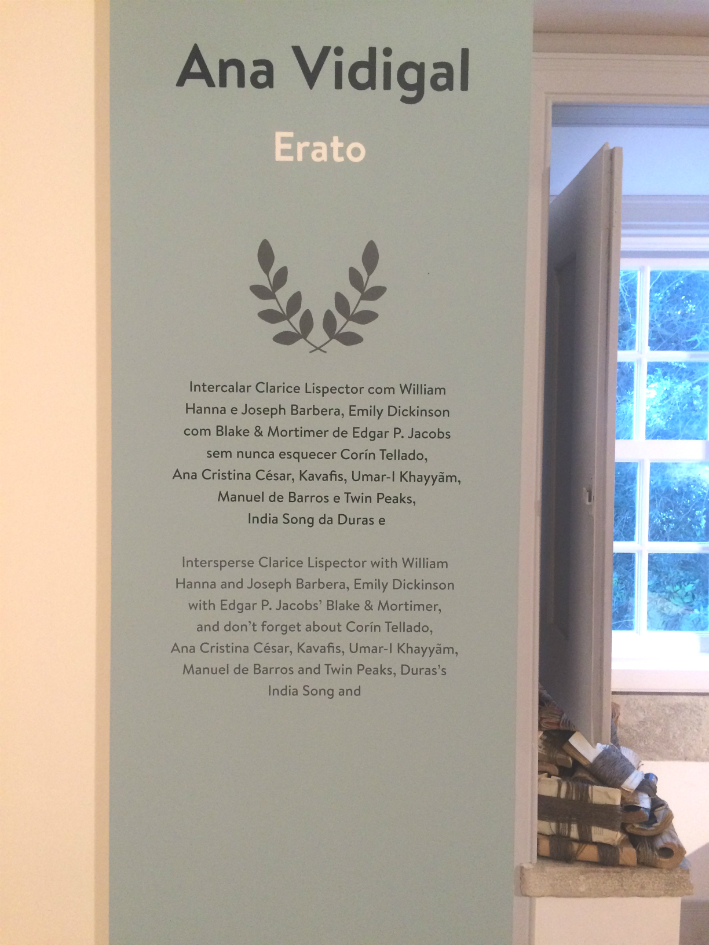 Ana Vidigal
Erato
Intercalar Clarice Lispector com William
Hanna e Joseph Barbera, Emily Dickinson
com Blake & Mortimer de Edgar P. Jacobs
sem nunca esquecer Corín Tellado,
Ana Cristina César, Kavafis, Umar-I Khayyãm,
Manuel de Barros e Twin Peaks,
India Song da Duras e
Intersperse Clarice Lispector with William
Hanna and Joseph Barbera, Emily Dickinson
with Edgar P. Jacobs’ Blake & Mortimer,
and don’t forget about Corín Tellado,
Ana Cristina César, Kavafis, Umar-I Khayyãm,
Manuel de Barros and Twin Peaks, Duras’s
India Song and